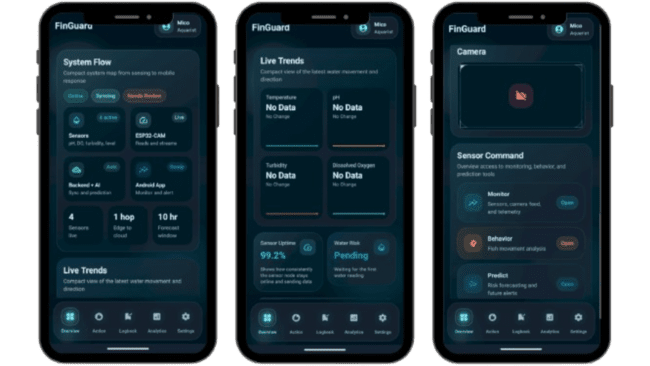 FinGuard
Mico
Aquarist
System Flow
Compact system map from sensing to mobile
response
Online
Syncing
Needs Review
Sensors
pH, DO, turbidity, level
Live
ESP32-CAM
Reads and streams
Auto
Backend + AI
Sync and prediction
Ready
Android App
Monitor and alert
4
Sensors
live
1 hop
Edge to
cloud
10 hr
Forecast
window
Live Trends
Compact view of the latest water movement and
direction
Overview
Logbook
Analytics
Settings
FinGuard
Mico
Aquarist
Live Trends
Compact view of the latest water movement and
direction
Temperature
No Data
No Change
pH
No Data
No Change
Turbidity
No Data
No Change
Dissolved Oxygen
No Data
No Change
Sensor Uptime
99.2%
Shows how consistently
the sensor node stays
online and sending data
Water Risk
Pending
Waiting for the first
water reading
Overview
Logbook
Analytics
Settings
FinGuard
Mico
Aquarist
Camera
Sensor Command
Overview access to monitoring, behavior, and
prediction tools
Monitor
Sensors, camera feed,
and telemetry
Open
Behavior
Fish movement analysis
Open
Predict
Risk forecasting and
future alerts
Open
Overview
Logbook
Analytics
Settings